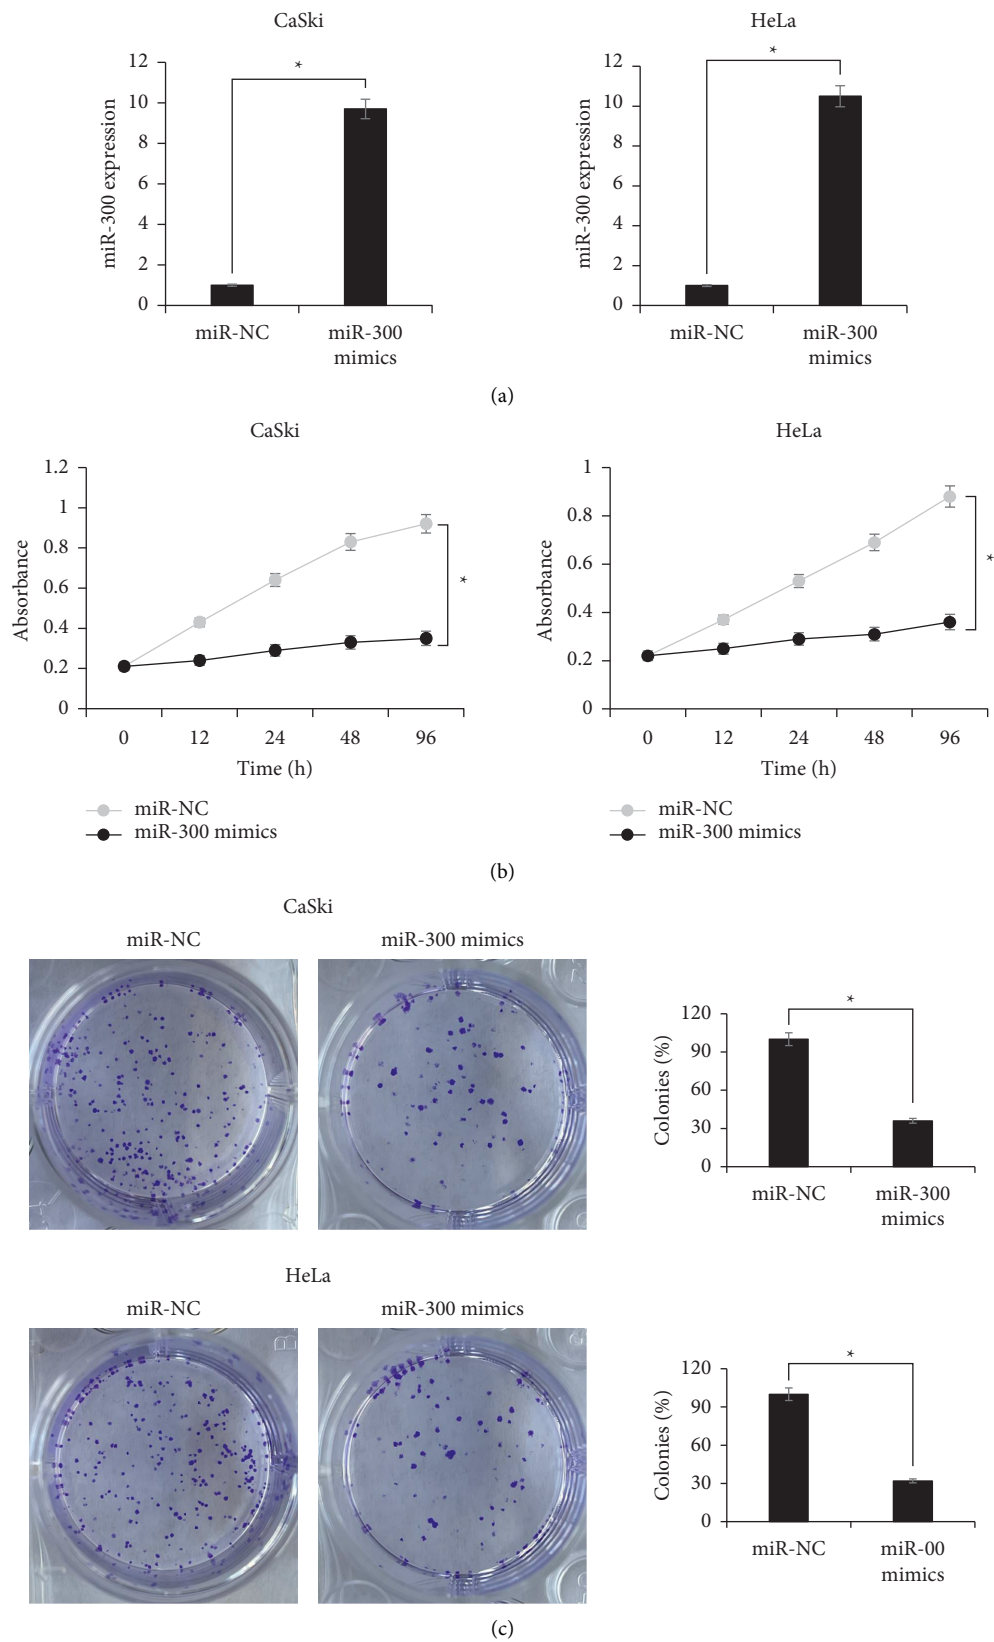 CaSki
HeLa
12
10
8
6
4
2
0
miR-300 expression
*
miR-NC
miR-300
mimics
12
10
8
6
4
2
0
miR-300 expression
*
miR-NC
miR-300
mimics
(a)
CaSki
HeLa
1.2
1
0.8
0.6
0.4
0.2
0
Absorbance
*
0 12 24 48 96
Time (h)
miR-NC
miR-300 mimics
1
0.8
0.6
0.4
0.2
0
Absorbance
*
0 12 24 48 96
Time (h)
miR-NC
miR-300 mimics
(b)
CaSki
miR-NC
miR-300 mimics
120
90
60
30
0
Colonies (%)
*
miR-NC
miR-300
mimics
HeLa
miR-NC
miR-300 mimics
120
90
60
30
0
Colonies (%)
*
miR-NC
miR-00
mimics
(c)